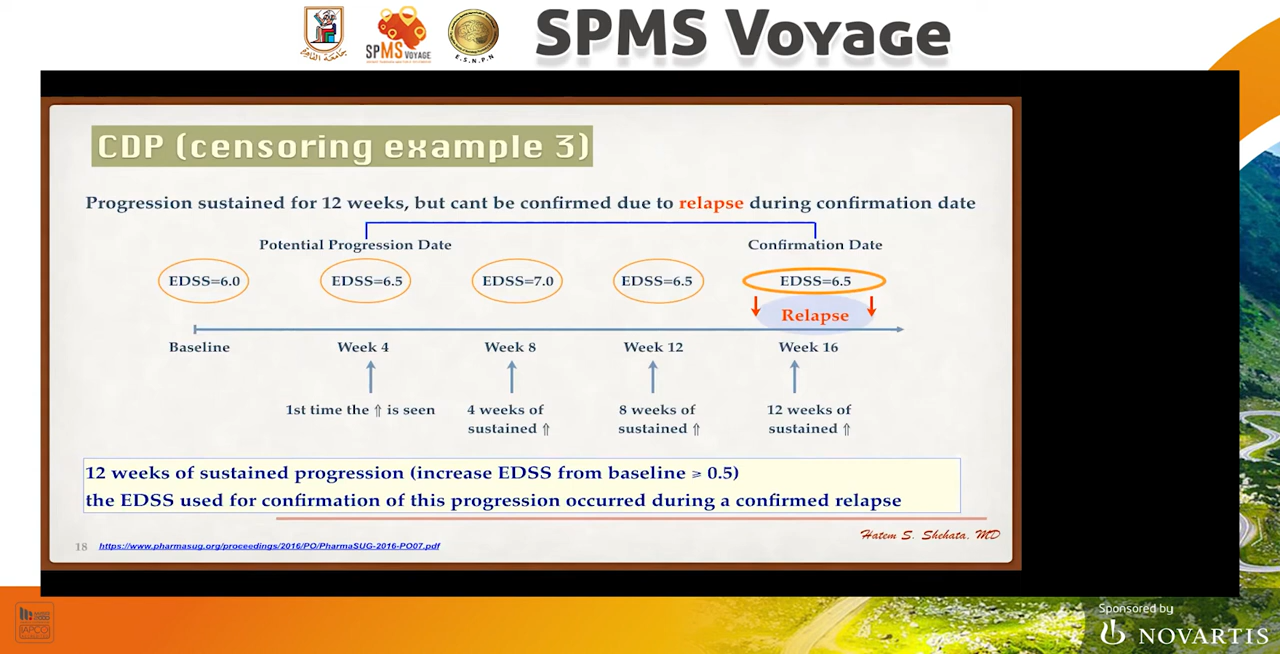 جامعة القاهرة
SPMS VOYAGE
E.S.N.P.N
SPMS Voyage
CDP (censoring example 3)
Progression sustained for 12 weeks, but cant be confirmed due to relapse during confirmation date
Potential Progression Date
Confirmation Date
EDSS=6.0
EDSS=6.5
EDSS=7.0
EDSS=6.5
EDSS=6.5
Relapse
Baseline
Week 4
Week 8
Week 12
Week 16
1st time the ⇑ is seen
4 weeks of
sustained ⇑
8 weeks of
sustained ⇑
12 weeks of
sustained ⇑
12 weeks of sustained progression (increase EDSS from baseline ≥ 0.5)
the EDSS used for confirmation of this progression occurred during a confirmed relapse
18
https://www.pharmasug.org/proceedings/2016/PO/PharmaSUG-2016-PO07.pdf
Hatem S. Shehata, MD
IAPCO
Sponsored by
NOVARTIS